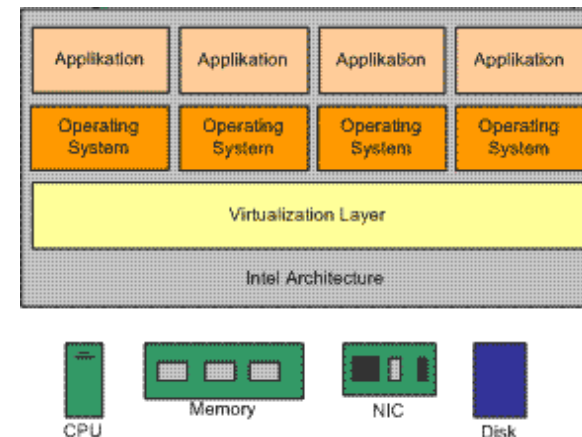 Applikation Applikation Applikation Applikation
Operating Operating Operating Operating
System System System System
Virtualization Layer
Intel Architecture
Memory NIC
CPU Disk